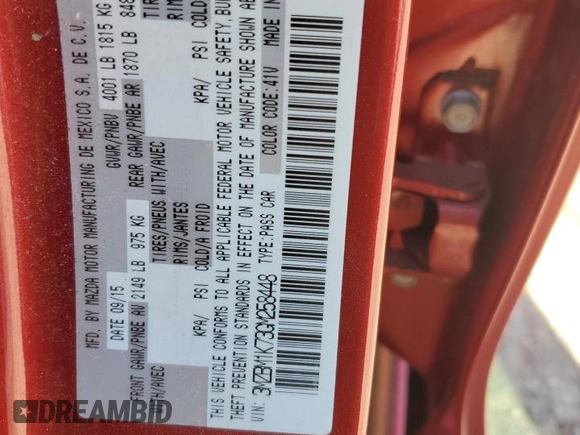 MFD BY MAZDA MOTOR MANUFACTURING DE MEXICO S.A. DE C.V.
DATE 09/15 GVWR/PNBV 4001 LB 1815 KG
FRONT GAWR/PNBE AV 2149 LB 975 KG REAR GAWR/PNBE AR 1870 LB 848
TIRES/PNEUS WITH/AVEC TIRE
RIMS/JANTES RIM
KPA/ PSI COLD/A FROID KPA/ PSI COLD
THIS VEHICLE CONFORMS TO ALL APPLICABLE FEDERAL MOTOR VEHICLE SAFETY, BU
THEFT PREVENTION STANDARDS IN EFFECT ON THE DATE OF MANUFACTURE SHOWN AB
VIN: 3MZBM1K73GM258448 TYPE:PASS CAR COLOR CODE:41V MADE IN
DREAMBID